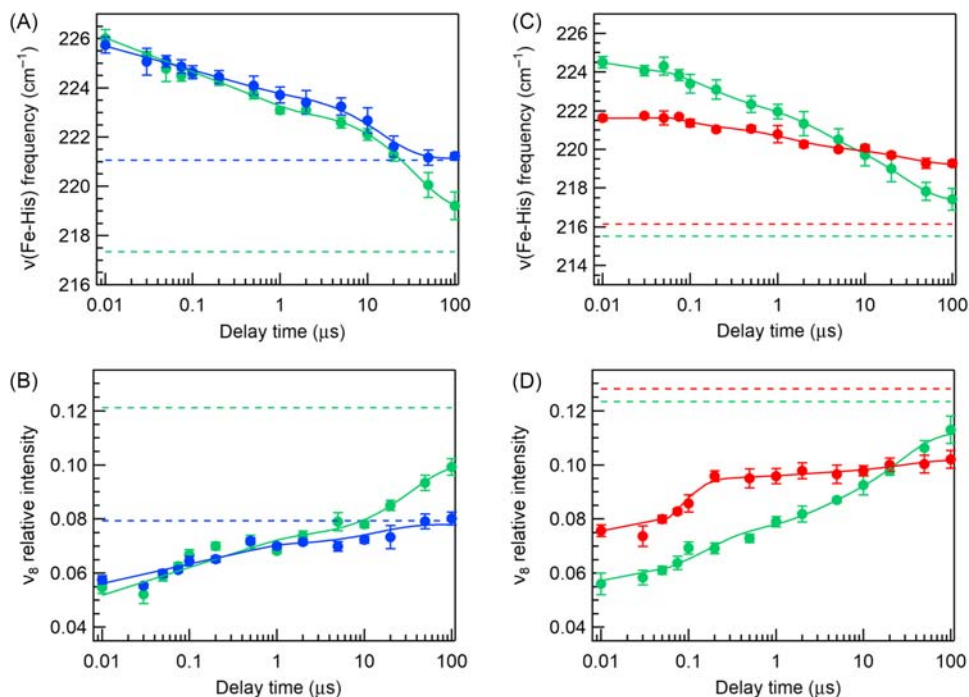 (A)
ν(Fe-His) frequency (cm⁻¹)
226
224
222
220
218
216
0.01 0.1 1 10 100
Delay time (μs)
(C)
ν(Fe-His) frequency (cm⁻¹)
226
224
222
220
218
216
214
0.01 0.1 1 10 100
Delay time (μs)
(B)
ν₈ relative intensity
0.12
0.10
0.08
0.06
0.04
0.01 0.1 1 10 100
Delay time (μs)
(D)
ν₈ relative intensity
0.12
0.10
0.08
0.06
0.04
0.01 0.1 1 10 100
Delay time (μs)